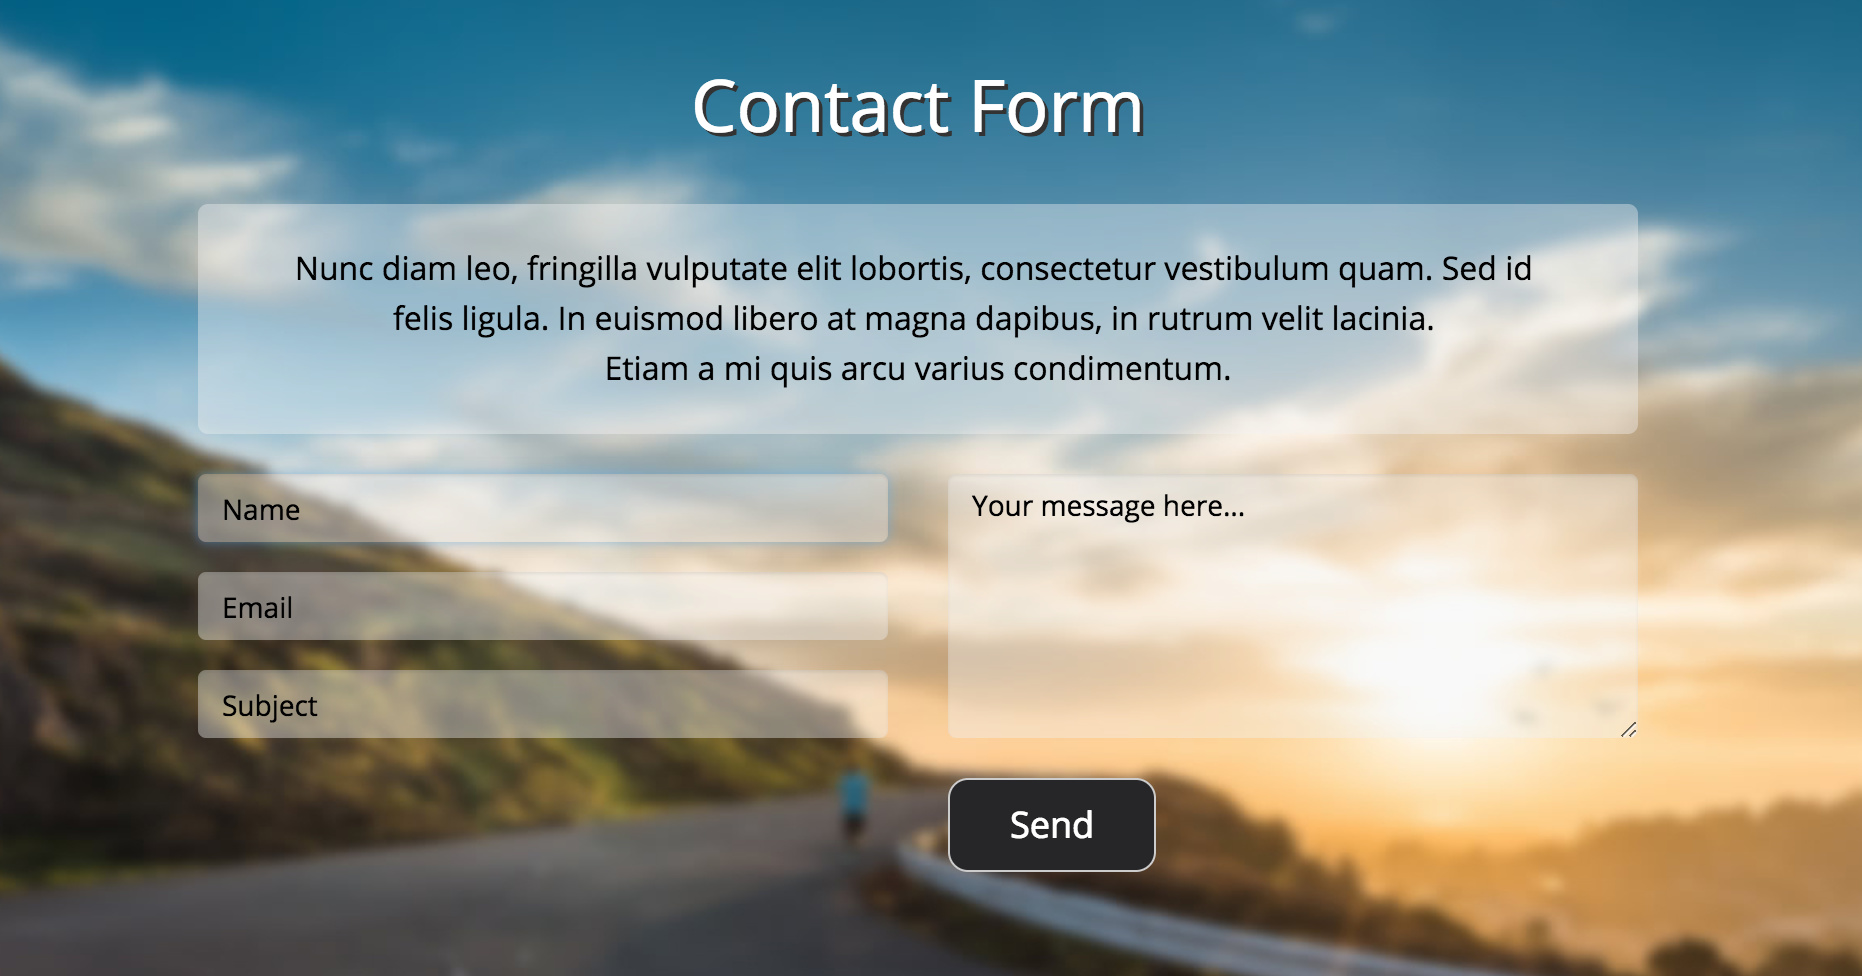 Contact Form
Nunc diam leo, fringilla vulputate elit lobortis, consectetur vestibulum quam. Sed id
felis ligula. In euismod libero at magna dapibus, in rutrum velit lacinia.
Etiam a mi quis arcu varius condimentum.
Name
Email
Subject
Your message here...
Send